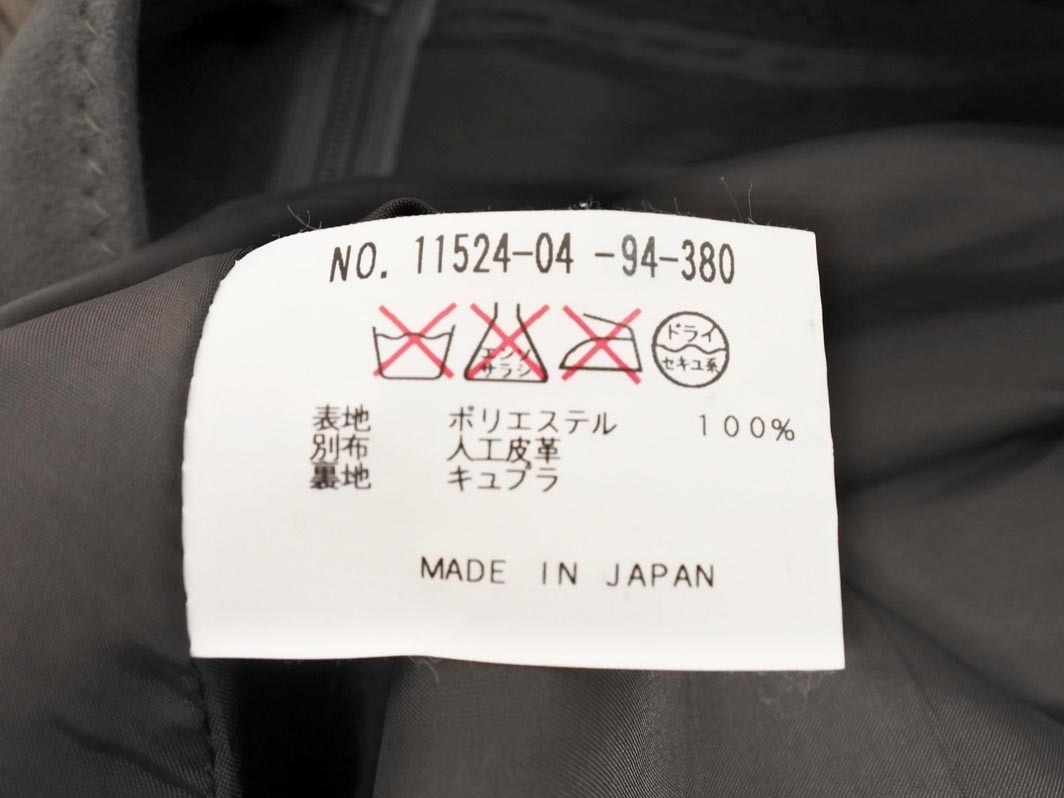 NO. 11524-04 -94-380
エンソ サラシ
ドライ
セキユ系
表地 ポリエステル 100%
別布 人工皮革
裏地 キュプラ
MADE IN JAPAN